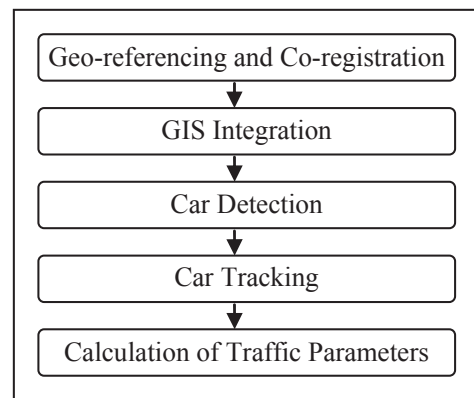 Geo-referencing and Co-registration
GIS Integration
Car Detection
Car Tracking
Calculation of Traffic Parameters